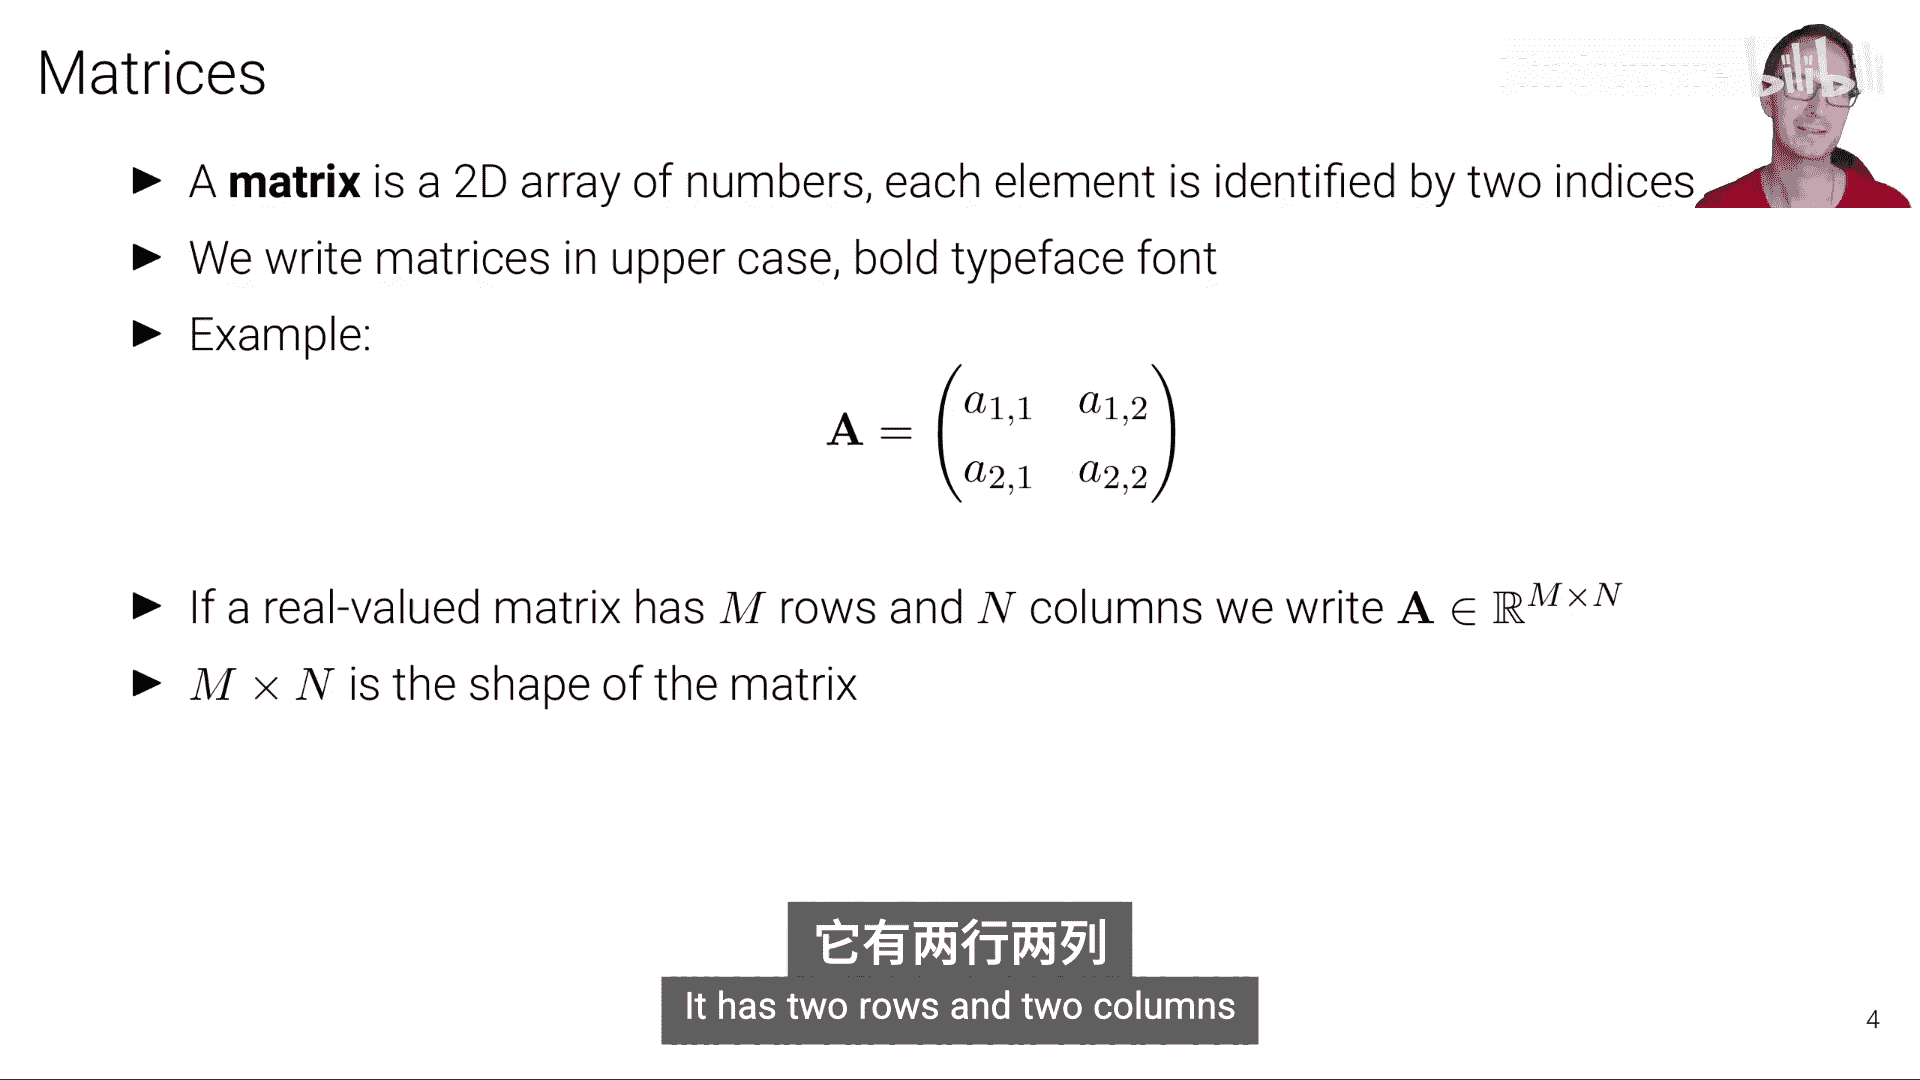 Matrices
bilibili
▶ A matrix is a 2D array of numbers, each element is identified by two indices
▶ We write matrices in upper case, bold typeface font
▶ Example:
A = ( a1,1 a1,2
a2,1 a2,2 )
▶ If a real-valued matrix has M rows and N columns we write A ∈ ℝ^{M×N}
▶ M × N is the shape of the matrix
它有两行两列
It has two rows and two columns
4